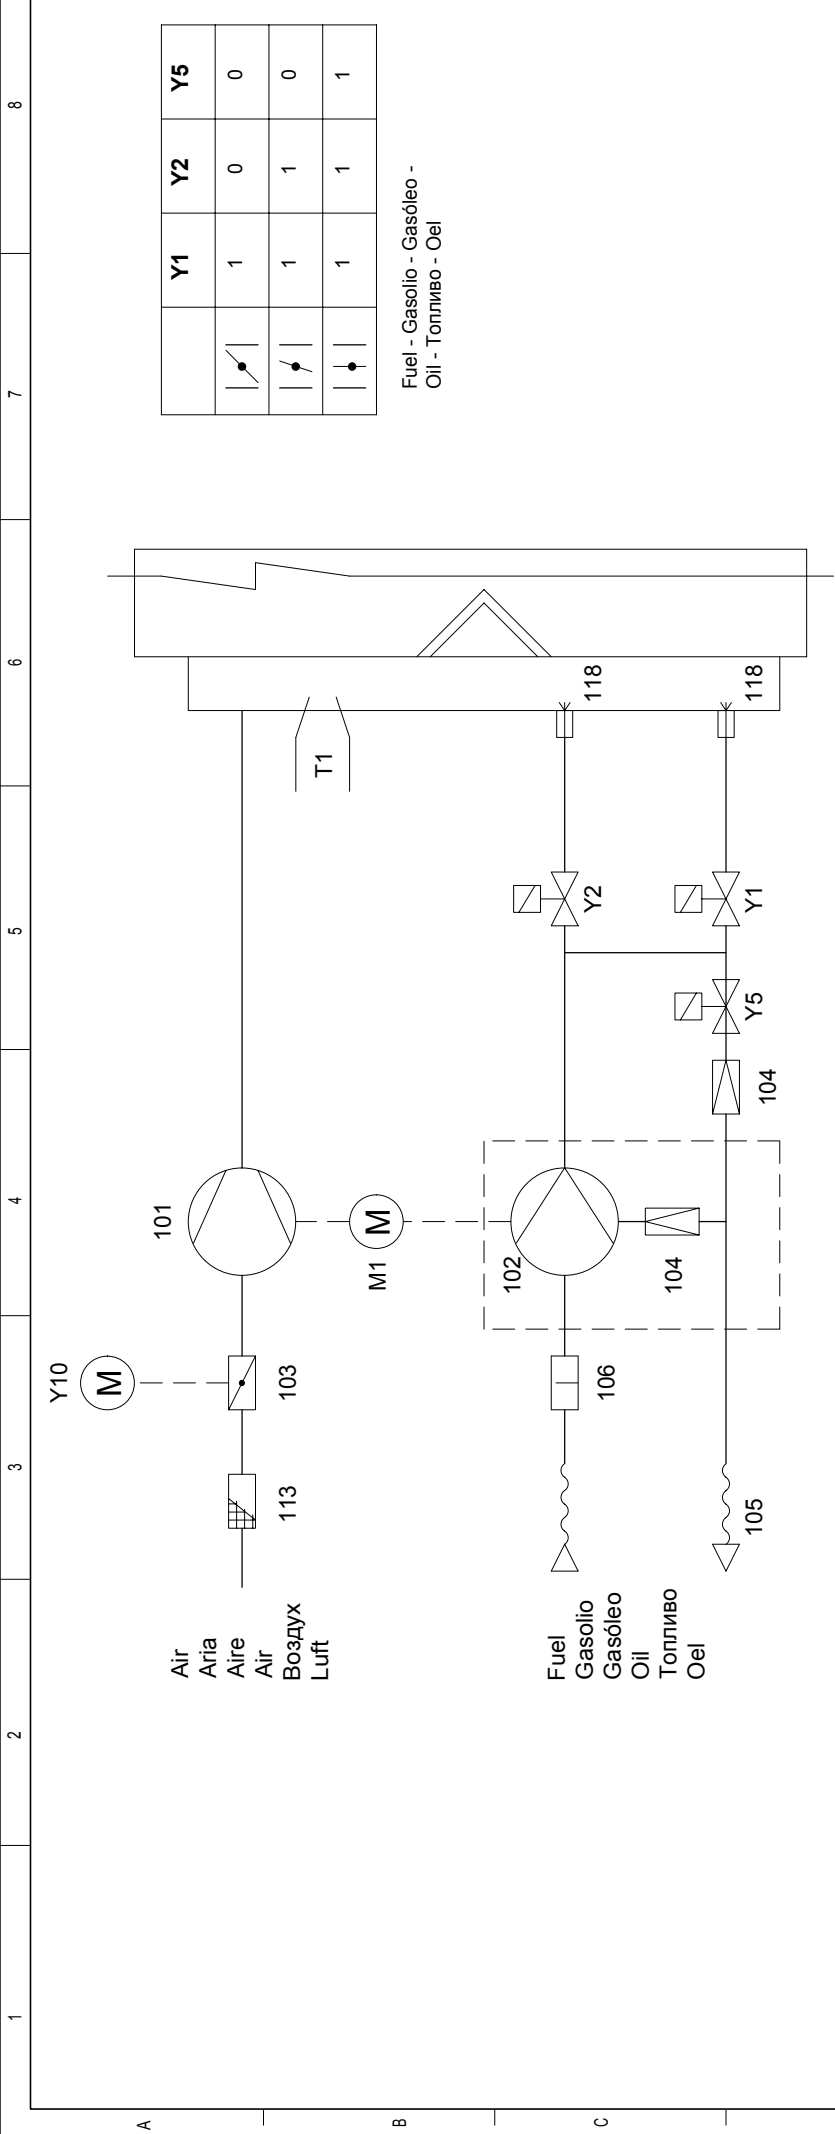 1
2
3
4
5
6
7
8
A
B
C
Y1 Y2 Y5
1 0 0
1 1 0
1 1 1
Fuel - Gasolio - Gasóleo -
Oil - Топливо - Oel
Y10
M
113
103
101
M1
M
T1
Air
Aria
Aire
Air
Воздух
Luft
106
102
104
104
Y5
Y2
Y1
118
118
105
Fuel
Gasolio
Gasóleo
Oil
Топливо
Oel